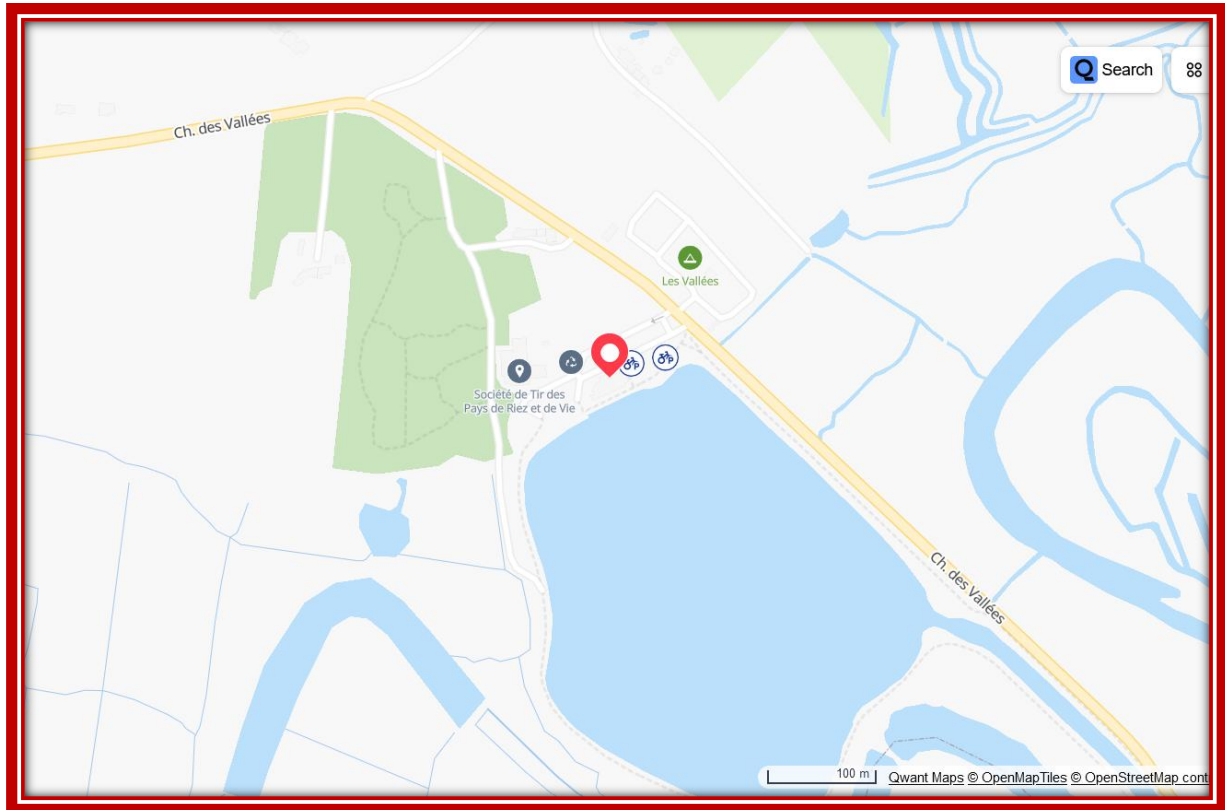 Search
Ch. des Vallées
Les Vallées
Société de Tir des
Pays de Riez et de Vie
Ch. des Vallées
100 m
Qwant Maps © OpenMapTiles © OpenStreetMap cont